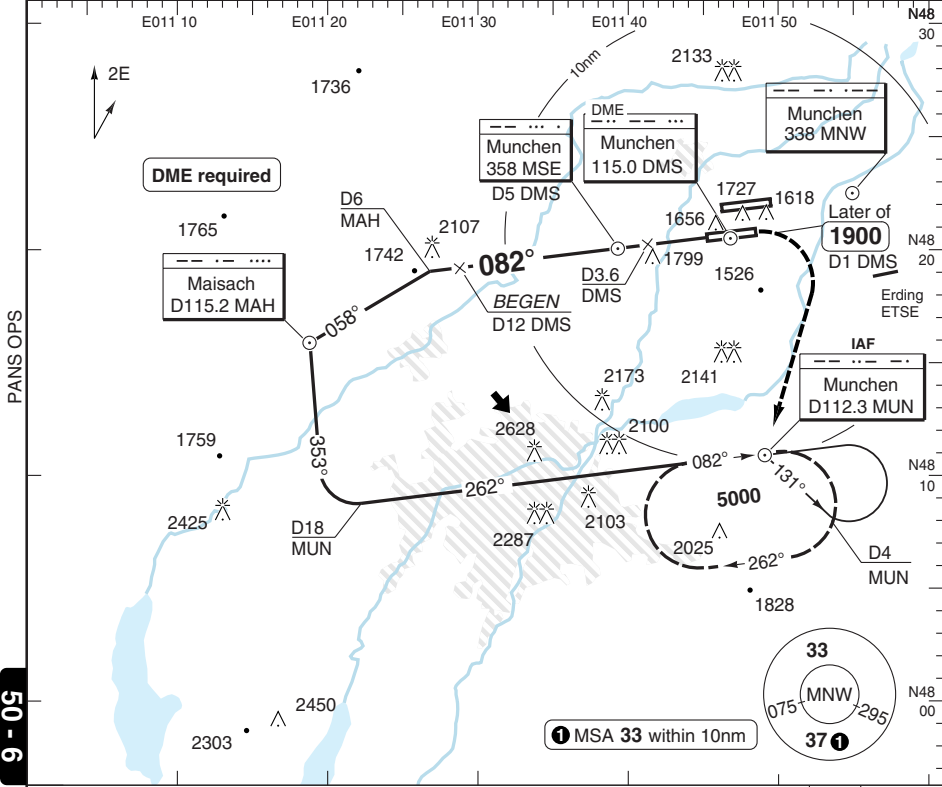 E011 10
E011 20
E011 30
E011 40
E011 50
N48
30
2E
1736
10nm
2133
DME
Munchen
358 MSE
Munchen
115.0 DMS
Munchen
338 MNW
DME required
D5 DMS
D6
MAH
2107
1765
1742
082°
1656
1727
1618
1799
Later of
1900
D1 DMS
N48
20
Maisach
D115.2 MAH
058°
BEGEN
D12 DMS
D3.6
DMS
1526
Erding
ETSE
PANS OPS
IAF
Munchen
D112.3 MUN
2141
2173
2628
2100
1759
353°
082°
131°
N48
10
262°
5000
2425
D18
MUN
2287
2103
2025
262°
D4
MUN
1828
33
MNW
075
295
37 1
N48
00
50 - 6
2450
2303
1 MSA 33 within 10nm